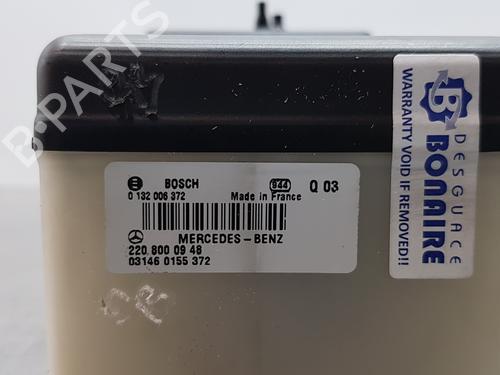 B-PARTS
BOSCH
944
Q 03
0 132 006 372
Made in France
MERCEDES-BENZ
220 800 09 48
03146 0155 372
WARRANTY VOID IF REMOVED!!
BONAIRE
DESGUACE